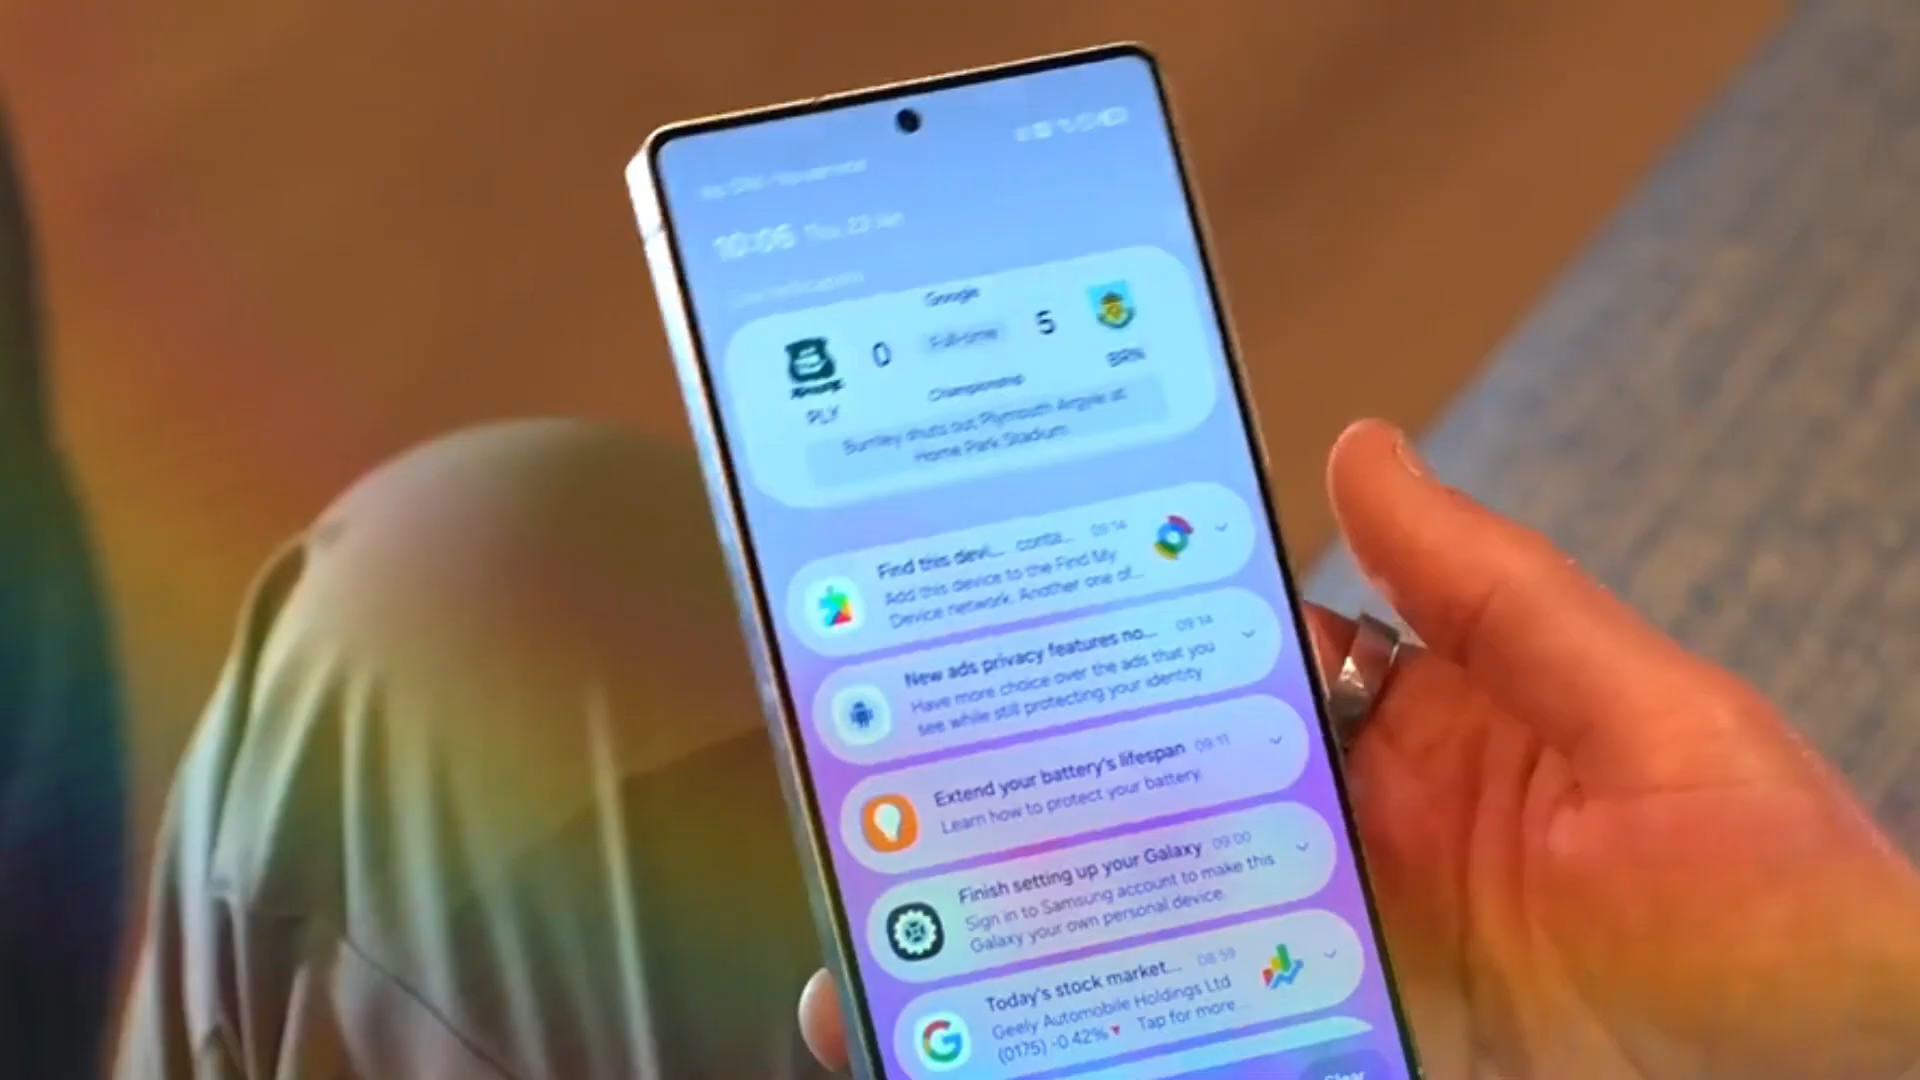 10:06 Thu, 23 Jan
Live notifications
Google
0 Full-time 5
PLY BRN
Championship
Burnley shuts out Plymouth Argyle at
Home Park Stadium
Find this devi... conta... 09:14
Add this device to the Find My
Device network. Another one of...
New ads privacy features no... 09:14
Have more choice over the ads that you
see while still protecting your identity
Extend your battery's lifespan 09:11
Learn how to protect your battery.
Finish setting up your Galaxy 09:00
Sign in to Samsung account to make this
Galaxy your own personal device.
Today's stock market... 08:59
Geely Automobile Holdings Ltd
(0175) -0.42%▼ Tap for more...
Clear